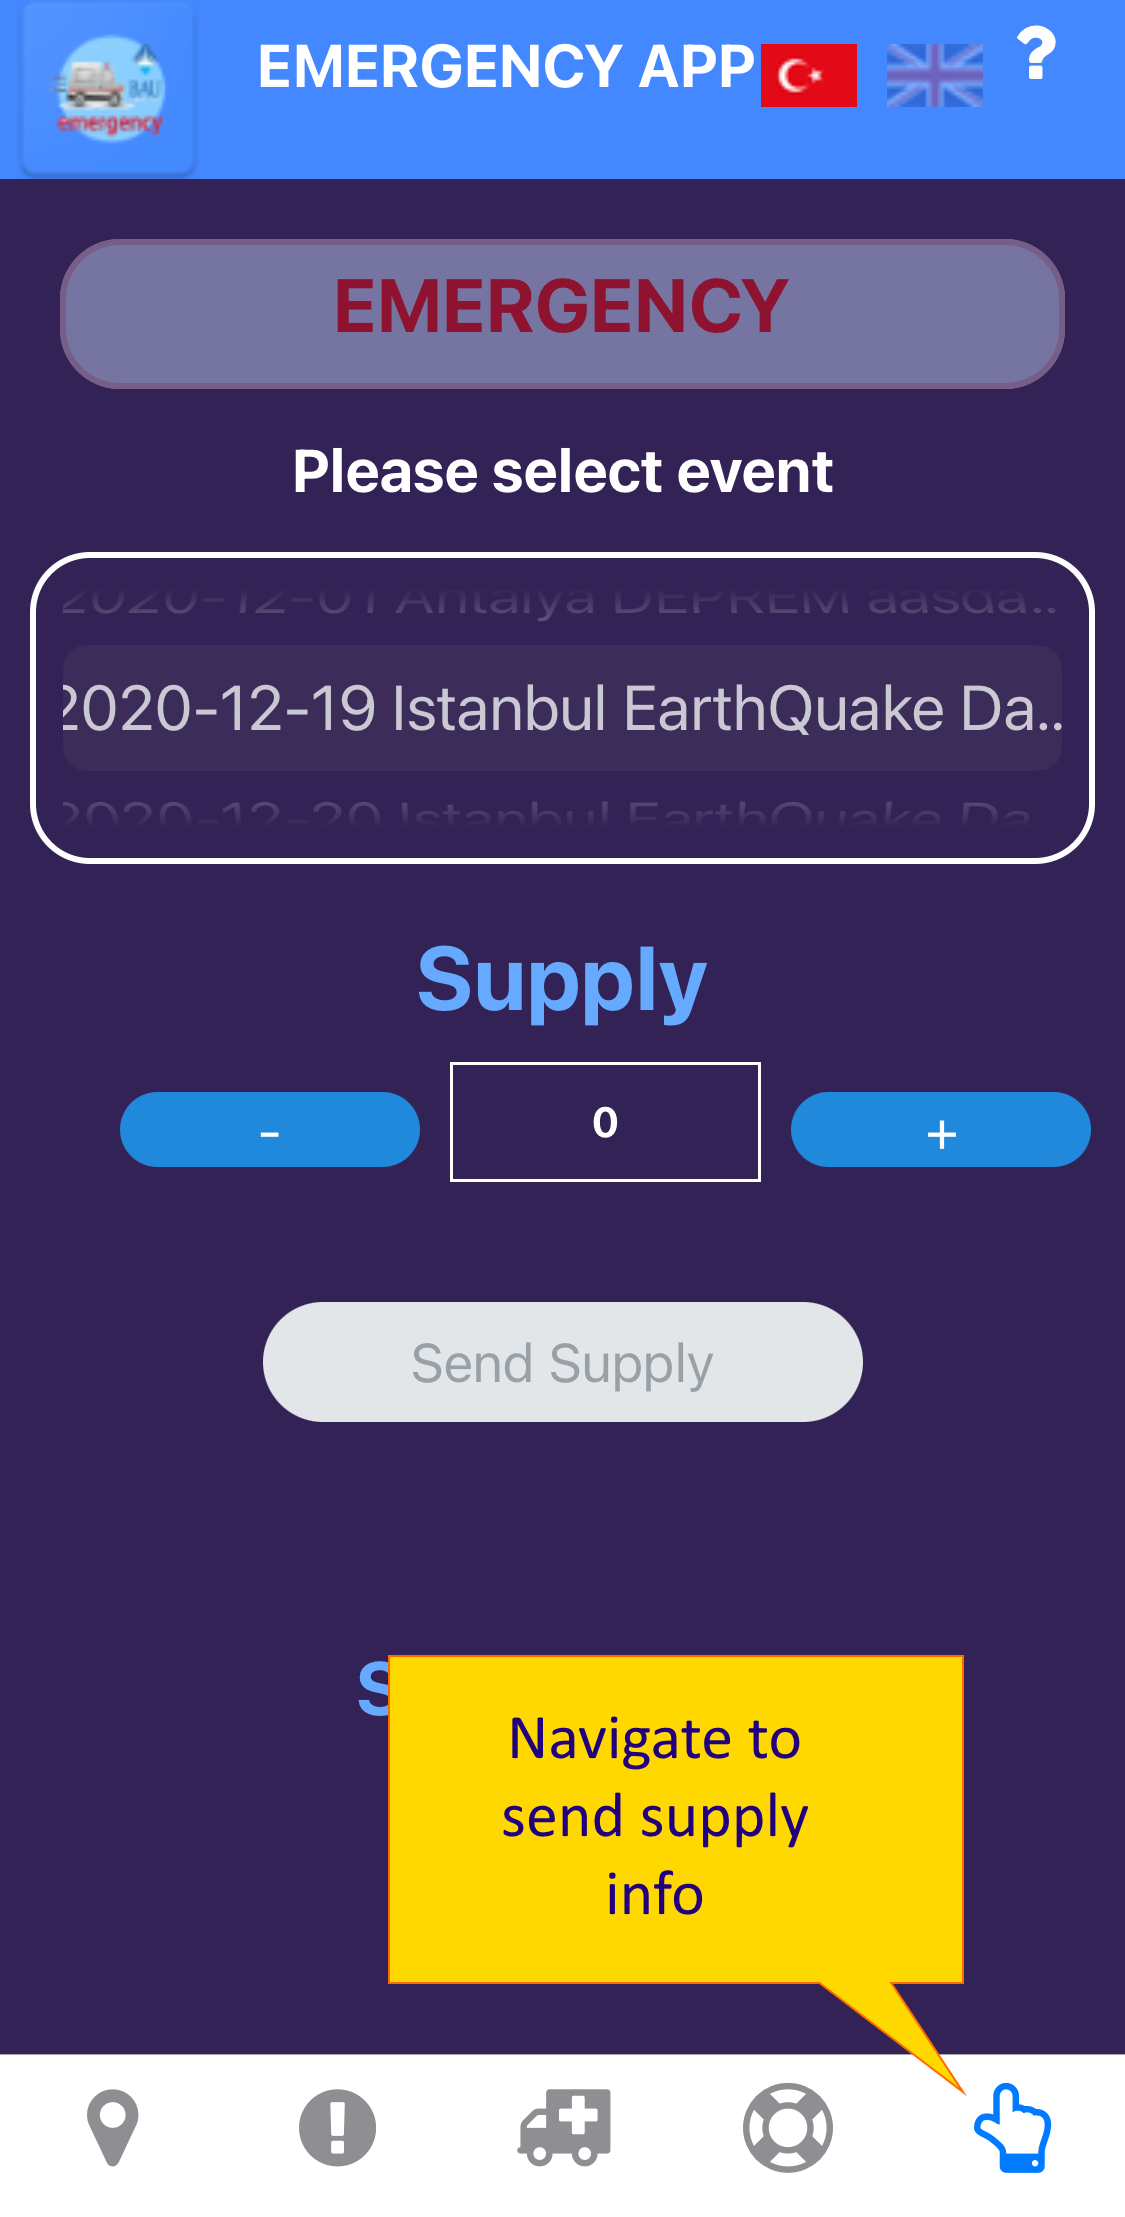 BAU
emergency
EMERGENCY APP
?
EMERGENCY
Please select event
2020-12-01 Antalya DEPREM aasda..
2020-12-19 Istanbul EarthQuake Da..
2020-12-20 Istanbul EarthQuake Da
Supply
- 0 +
Send Supply
S
Navigate to
send supply
info